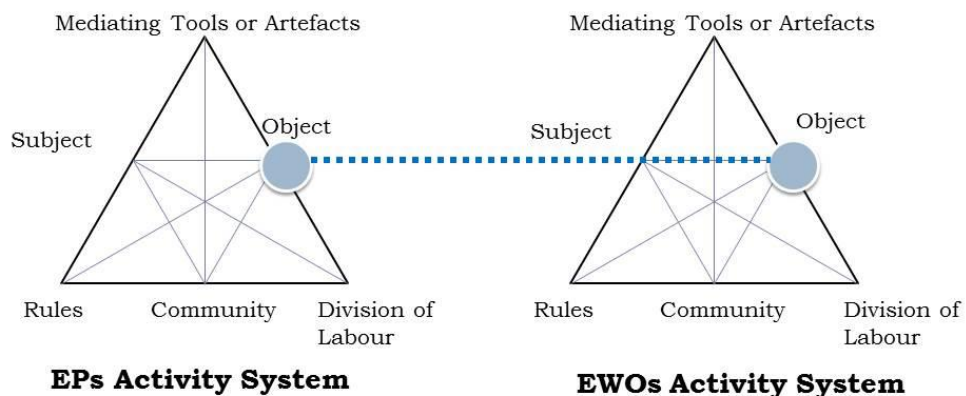 Mediating Tools or Artefacts
Subject
Object
Rules
Community
Division of
Labour
EPs Activity System
Mediating Tools or Artefacts
Subject
Object
Rules
Community
Division of
Labour
EWOs Activity System